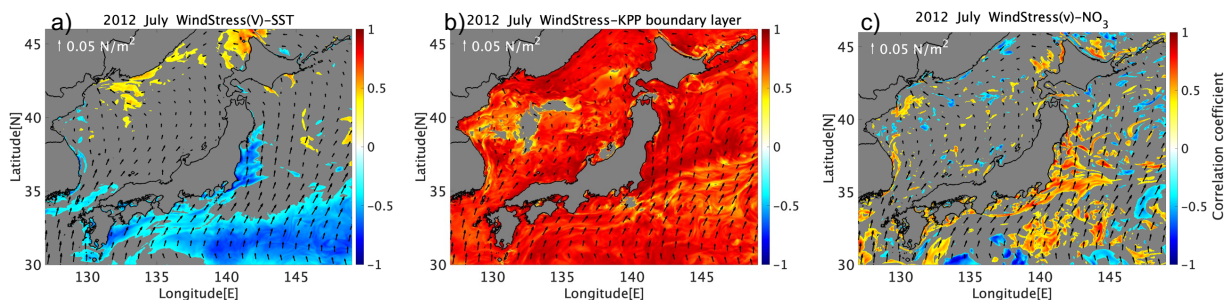 a)
2012 July WindStress(V)-SST
0.05 N/m²
Latitude[N]
45
40
35
30
130
135
140
145
Longitude[E]
1
0.5
0
-0.5
-1
b)
2012 July WindStress-KPP boundary layer
0.05 N/m²
Latitude[N]
45
40
35
30
130
135
140
145
Longitude[E]
1
0.5
0
-0.5
-1
c)
2012 July WindStress(v)-NO₃
0.05 N/m²
Latitude[N]
45
40
35
30
130
135
140
145
Longitude[E]
1
0.5
0
-0.5
-1
Correlation coefficient